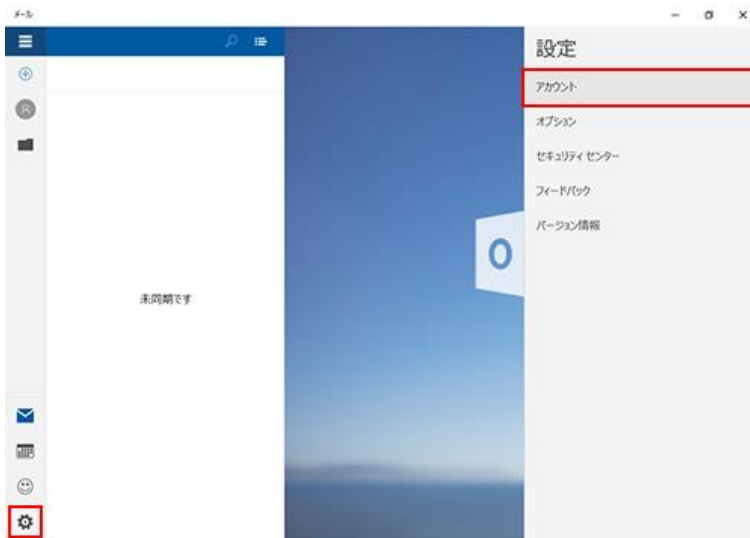 メール
設定
アカウント
オプション
セキュリティ センター
フィードバック
バージョン情報
未同期です